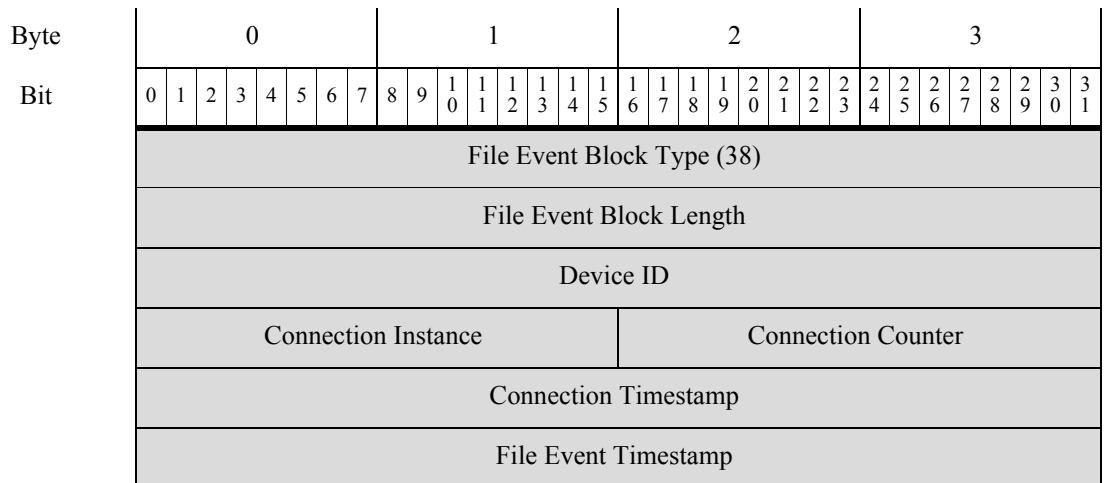 Byte 0 1 2 3
Bit 0 1 2 3 4 5 6 7 8 9 10 11 12 13 14 15 16 17 18 19 20 21 22 23 24 25 26 27 28 29 30 31
File Event Block Type (38)
File Event Block Length
Device ID
Connection Instance Connection Counter
Connection Timestamp
File Event Timestamp